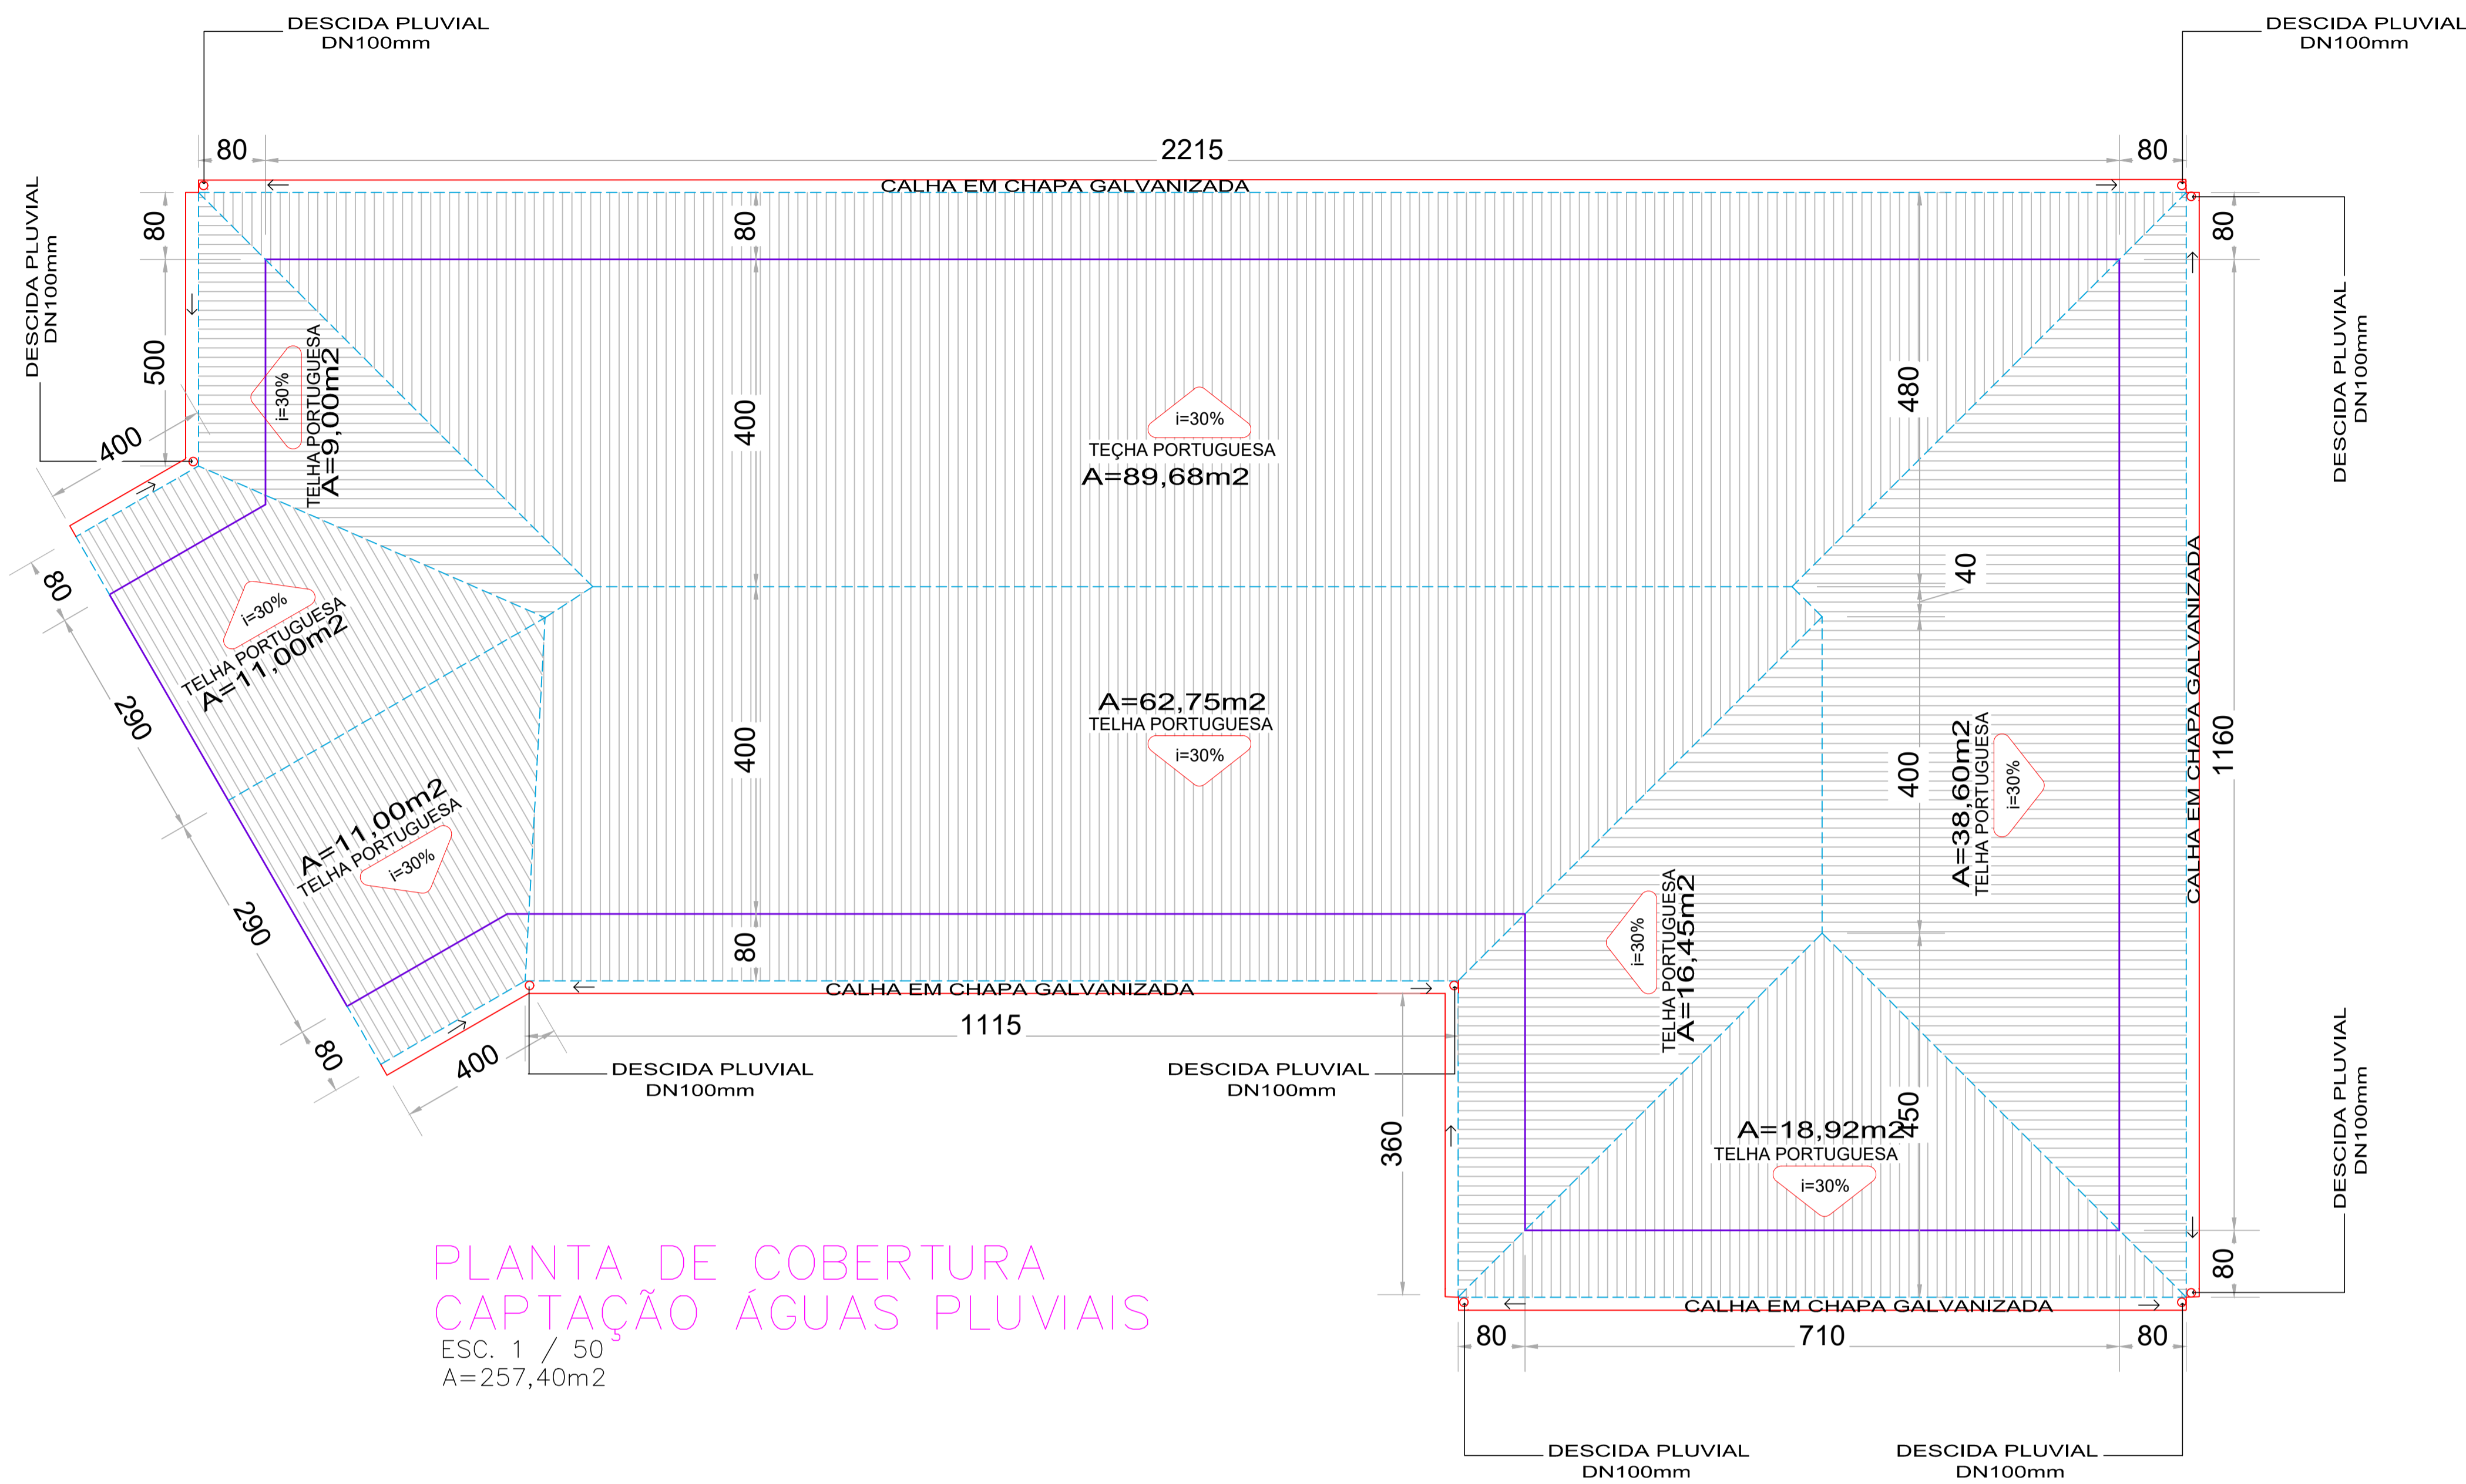 DESCIDA PLUVIAL
DN100mm
DESCIDA PLUVIAL
DN100mm
80
2215
80
CALHA EM CHAPA GALVANIZADA
DESCIDA PLUVIAL
DN100mm
80
500
400
80
400
480
80
DESCIDA PLUVIAL
DN100mm
i=30%
TELHA PORTUGUESA
A=9,00m2
i=30%
TEÇHA PORTUGUESA
A=89,68m2
40
CALHA EM CHAPA GALVANIZADA
1160
80
i=30%
TELHA PORTUGUESA
A=11,00m2
290
A=62,75m2
TELHA PORTUGUESA
i=30%
400
400
A=38,60m2
TELHA PORTUGUESA
i=30%
A=11,00m2
TELHA PORTUGUESA
i=30%
290
80
i=30%
TELHA PORTUGUESA
A=16,45m2
CALHA EM CHAPA GALVANIZADA
1115
80
400
DESCIDA PLUVIAL
DN100mm
DESCIDA PLUVIAL
DN100mm
360
450
A=18,92m2
TELHA PORTUGUESA
i=30%
DESCIDA PLUVIAL
DN100mm
80
CALHA EM CHAPA GALVANIZADA
80
710
80
PLANTA DE COBERTURA
CAPTAÇÃO ÁGUAS PLUVIAIS
ESC. 1 / 50
A=257,40m2
DESCIDA PLUVIAL
DN100mm
DESCIDA PLUVIAL
DN100mm